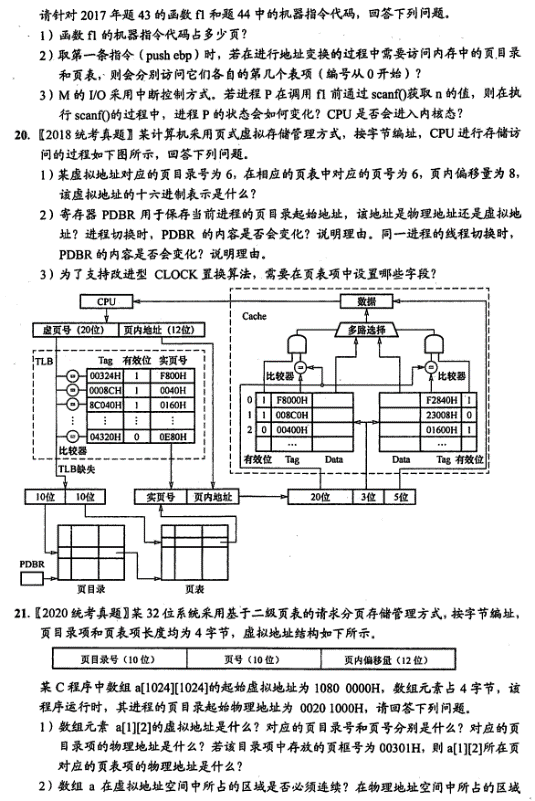 请针对 2017 年题 43 的函数 f1 和题 44 中的机器指令代码，回答下列问题。
1）函数 f1 的机器指令代码占多少页？
2）取第一条指令（push ebp）时，若在进行地址变换的过程中需要访问内存中的页目录
和页表，则会分别访问它们各自的第几个表项（编号从 0 开始）？
3）M 的 I/O 采用中断控制方式。若进程 P 在调用 f1 前通过 scanf()获取 n 的值，则在执
行 scanf()的过程中，进程 P 的状态会如何变化？CPU 是否会进入内核态？
20.【2018 统考真题】某计算机采用页式虚拟存储管理方式，按字节编址，CPU 进行存储访
问的过程如下图所示，回答下列问题。
1）某虚拟地址对应的页目录号为 6，在相应的页表中对应的页号为 6，页内偏移量为 8，
该虚拟地址的十六进制表示是什么？
2）寄存器 PDBR 用于保存当前进程的页目录起始地址，该地址是物理地址还是虚拟地
址？进程切换时，PDBR 的内容是否会变化？说明理由。同一进程的线程切换时，
PDBR 的内容是否会变化？说明理由。
3）为了支持改进型 CLOCK 置换算法，需要在页表项中设置哪些字段？
CPU
数据
Cache
虚页号（20位）
页内地址（12位）
多路选择
TLB
Tag 有效位 实页号
00324H 1 F800H
0008CH 1 0040H
8C040H 1 0160H
⋮ ⋮ ⋮
04320H 0 0E80H
比较器
比较器
比较器
0 1 F8000H
1 1 008C0H
2 0 00400H
…
F2840H 1
23008H 0
01600H 1
…
有效位 Tag Data
Data Tag 有效位
TLB缺失
10位 10位
实页号 页内地址
20位 3位 5位
PDBR
页目录
页表
21.【2020 统考真题】某 32 位系统采用基于二级页表的请求分页存储管理方式，按字节编址，
页目录项和页表项长度均为 4 字节，虚拟地址结构如下所示。
页目录号（10 位） 页号（10 位） 页内偏移量（12 位）
某 C 程序中数组 a[1024][1024]的起始虚拟地址为 1080 0000H，数组元素占 4 字节，该
程序运行时，其进程的页目录起始物理地址为 0020 1000H，请回答下列问题。
1）数组元素 a[1][2]的虚拟地址是什么？对应的页目录号和页号分别是什么？对应的页
目录项的物理地址是什么？若该目录项中存放的页框号为 00301H，则 a[1][2]所在页
对应的页表项的物理地址是什么？
2）数组 a 在虚拟地址空间中所占的区域是否必须连续？在物理地址空间中所占的区域